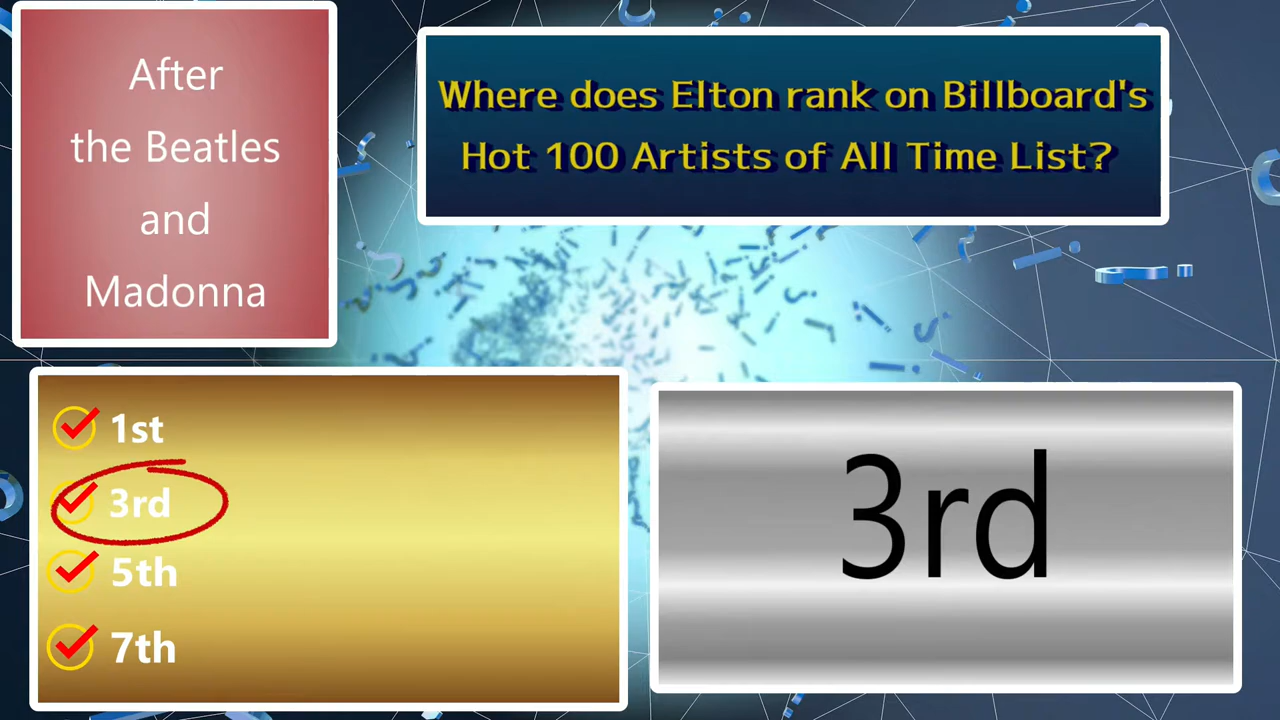 After
the Beatles
and
Madonna
Where does Elton rank on Billboard's
Hot 100 Artists of All Time List?
1st
3rd
5th
7th
3rd